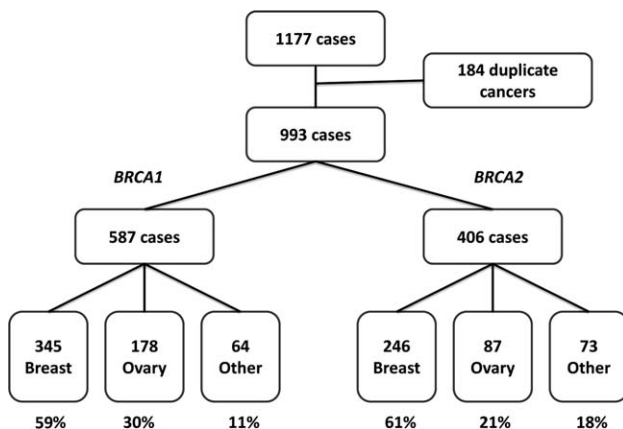 1177 cases
184 duplicate
cancers
993 cases
BRCA1
BRCA2
587 cases
406 cases
345
Breast
178
Ovary
64
Other
246
Breast
87
Ovary
73
Other
59%
30%
11%
61%
21%
18%